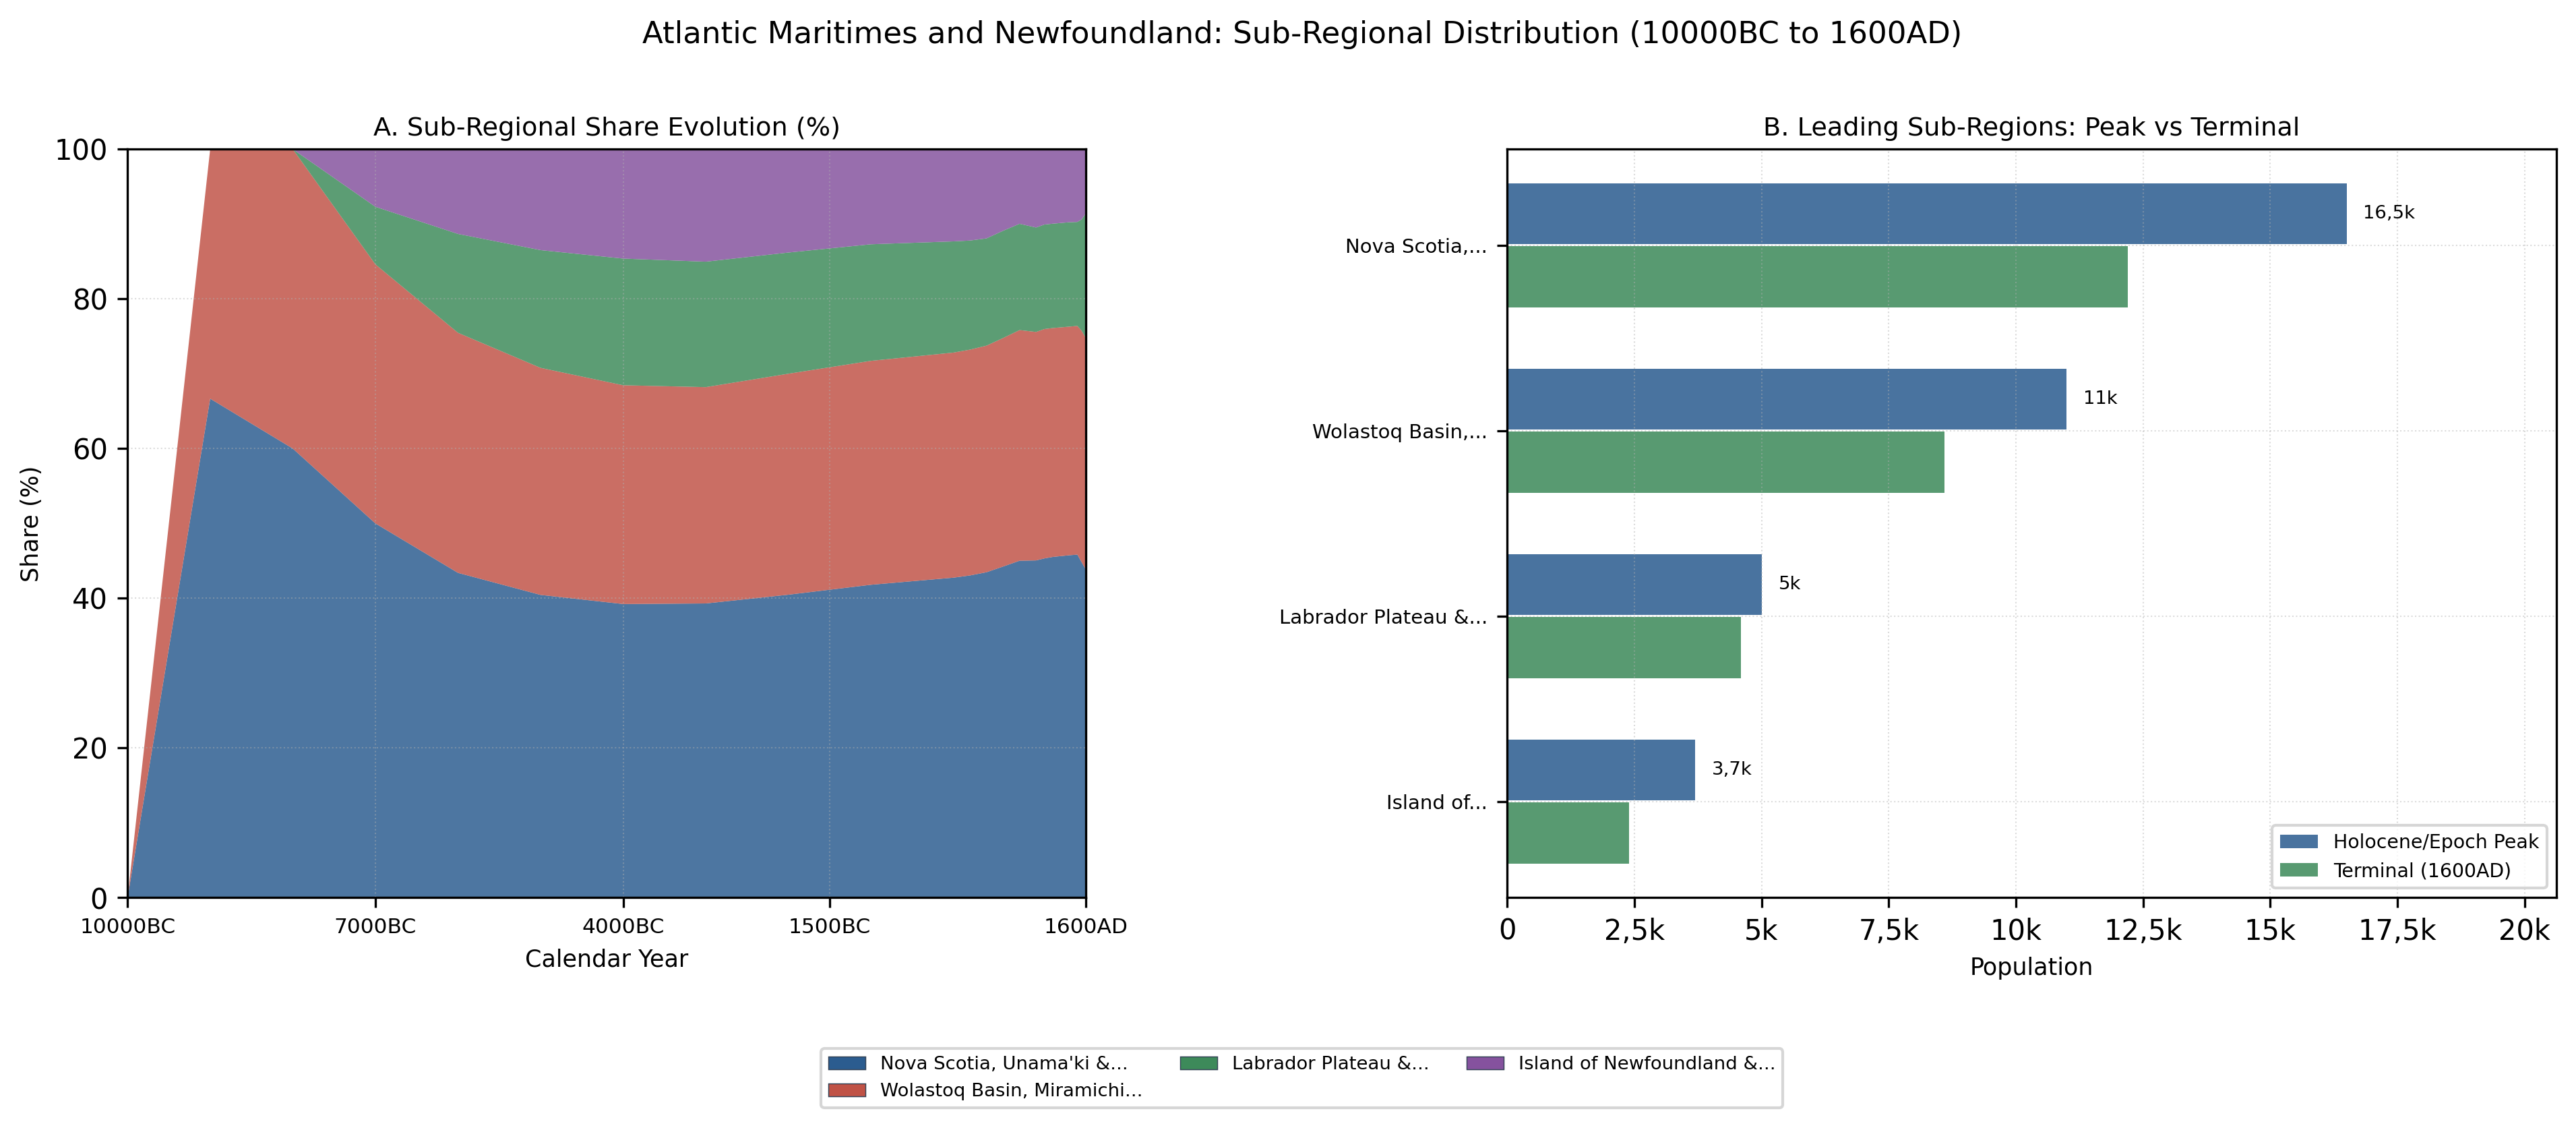 Atlantic Maritimes and Newfoundland: Sub-Regional Distribution (10000BC to 1600AD)
A. Sub-Regional Share Evolution (%)
100
80
60
40
20
0
Share (%)
10000BC
7000BC
4000BC
1500BC
1600AD
Calendar Year
B. Leading Sub-Regions: Peak vs Terminal
Nova Scotia,...
Wolastoq Basin,...
Labrador Plateau &...
Island of...
16,5k
11k
5k
3,7k
Holocene/Epoch Peak
Terminal (1600AD)
0
2,5k
5k
7,5k
10k
12,5k
15k
17,5k
20k
Population
Nova Scotia, Unama'ki &...
Wolastoq Basin, Miramichi...
Labrador Plateau &...
Island of Newfoundland &...